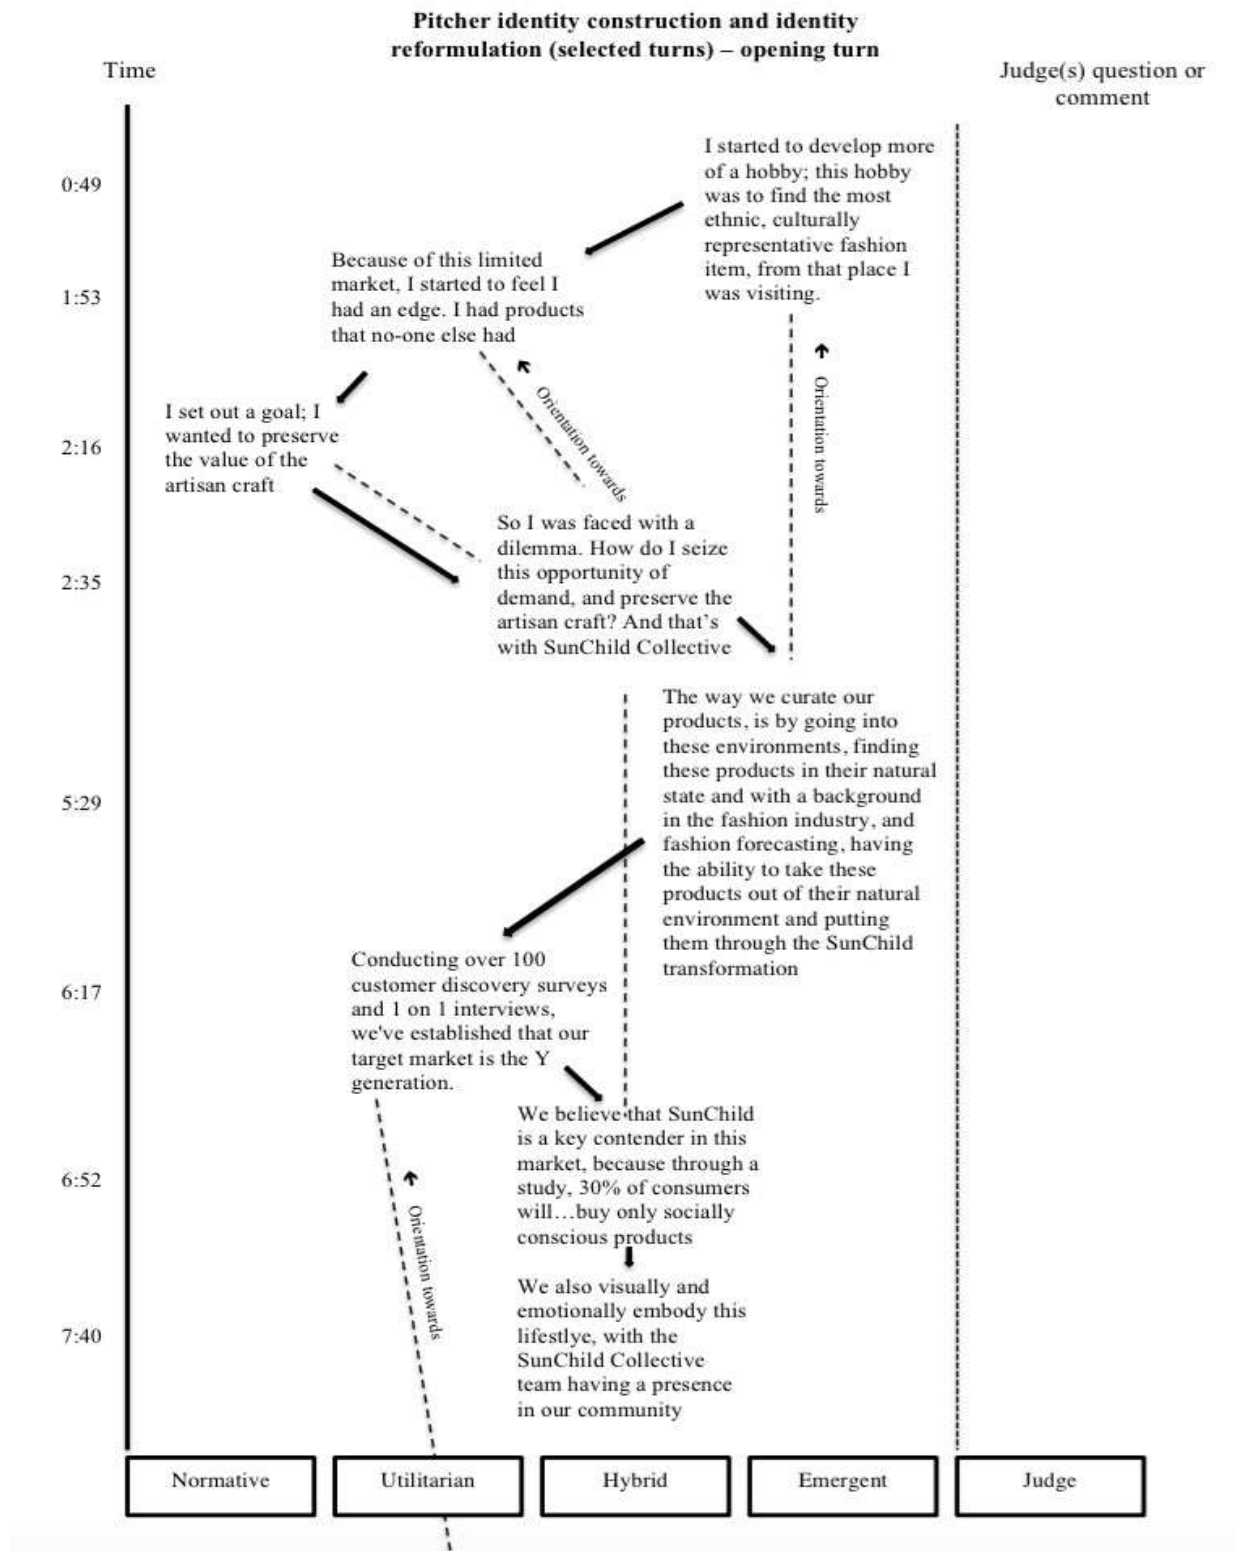 Pitcher identity construction and identity
reformulation (selected turns) – opening turn
Time
Judge(s) question or
comment
0:49
I started to develop more
of a hobby; this hobby
was to find the most
ethnic, culturally
representative fashion
item, from that place I
was visiting.
1:53
Because of this limited
market, I started to feel I
had an edge. I had products
that no-one else had
Orientation towards
Orientation towards
2:16
I set out a goal; I
wanted to preserve
the value of the
artisan craft
2:35
So I was faced with a
dilemma. How do I seize
this opportunity of
demand, and preserve the
artisan craft? And that's
with SunChild Collective
5:29
The way we curate our
products, is by going into
these environments, finding
these products in their natural
state and with a background
in the fashion industry, and
fashion forecasting, having
the ability to take these
products out of their natural
environment and putting
them through the SunChild
transformation
6:17
Conducting over 100
customer discovery surveys
and 1 on 1 interviews,
we've established that our
target market is the Y
generation.
6:52
We believe that SunChild
is a key contender in this
market, because through a
study, 30% of consumers
will…buy only socially
conscious products
Orientation towards
7:40
We also visually and
emotionally embody this
lifestlye, with the
SunChild Collective
team having a presence
in our community
Normative
Utilitarian
Hybrid
Emergent
Judge